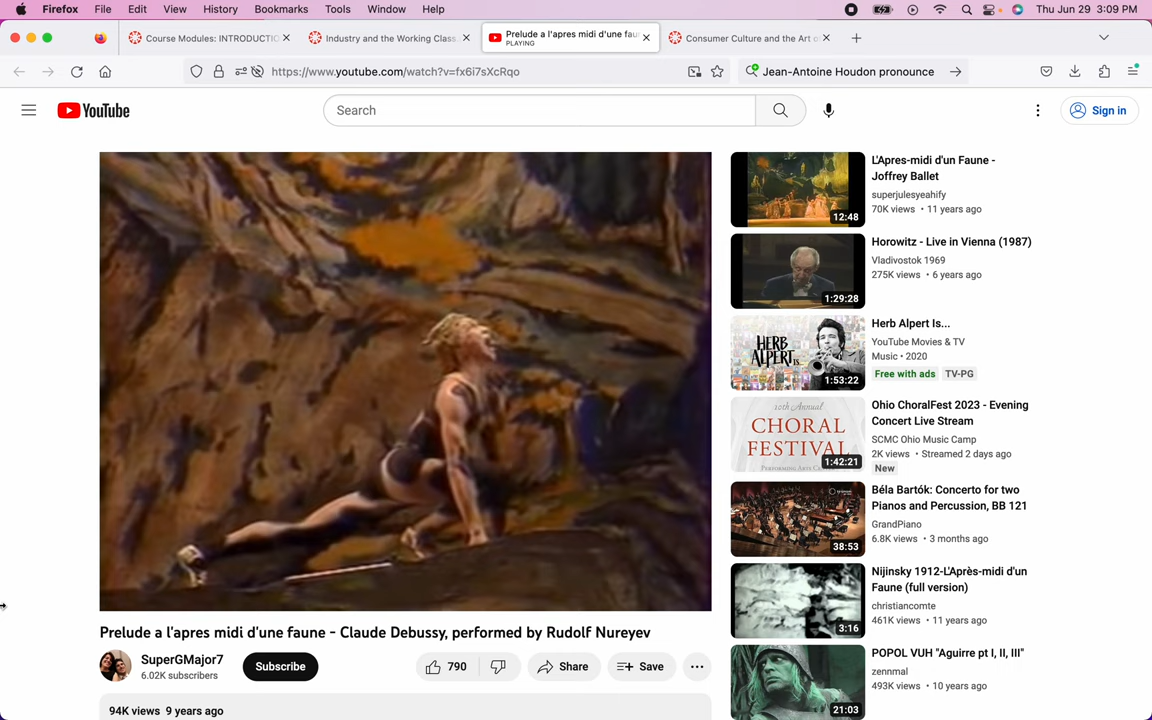 Firefox File Edit View History Bookmarks Tools Window Help Thu Jun 29 3:09 PM
Course Modules: INTRODUCTIO
Industry and the Working Class
Prelude a l'apres midi d'une fau
PLAYING
Consumer Culture and the Art o
https://www.youtube.com/watch?v=fx6i7sXcRqo
Jean-Antoine Houdon pronounce
YouTube
Search
Sign in
L'Apres-midi d'un Faune -
Joffrey Ballet
superjulesyeahify
70K views • 11 years ago
12:48
Horowitz - Live in Vienna (1987)
Vladivostok 1969
275K views • 6 years ago
1:29:28
Herb Alpert Is...
YouTube Movies & TV
Music • 2020
Free with ads TV-PG
HERB
ALPERT IS...
1:53:22
Ohio ChoralFest 2023 - Evening
Concert Live Stream
SCMC Ohio Music Camp
2K views • Streamed 2 days ago
New
10th Annual
CHORAL
FESTIVAL
PERFORMING ARTS
1:42:21
Béla Bartók: Concerto for two
Pianos and Percussion, BB 121
GrandPiano
6.8K views • 3 months ago
38:53
Nijinsky 1912-L'Après-midi d'un
Faune (full version)
christiancomte
461K views • 11 years ago
3:16
POPOL VUH "Aguirre pt I, II, III"
zennmal
493K views • 10 years ago
21:03
Prelude a l'apres midi d'une faune - Claude Debussy, performed by Rudolf Nureyev
SuperGMajor7
6.02K subscribers
Subscribe
790
Share
Save
94K views 9 years ago